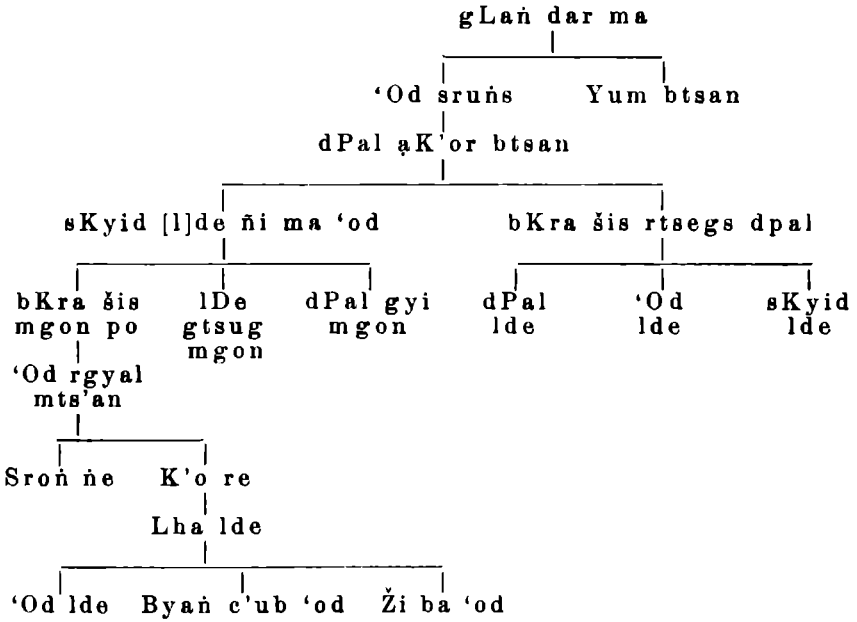 gLaṅ dar ma
‘Od sruṅs Yum btsan
dPal ạK’or btsan
sKyid [l]de ñi ma ‘od bKra šis rtsegs dpal
bKra šis lDe dPal gyi dPal ‘Od sKyid
mgon po gtsug mgon lde lde lde
mgon
‘Od rgyal
mts’an
Sroṅ ṅe K’o re
Lha lde
‘Od lde Byaṅ c’ub ‘od Ži ba ‘od